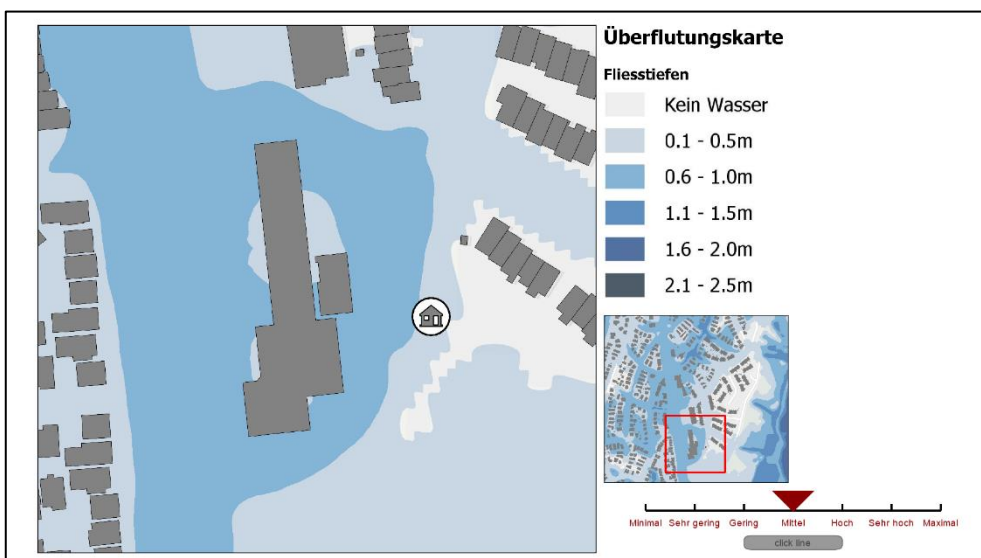 Überflutungskarte
Fliesstiefen
Kein Wasser
0.1 - 0.5m
0.6 - 1.0m
1.1 - 1.5m
1.6 - 2.0m
2.1 - 2.5m
Minimal Sehr gering Gering Mittel Hoch Sehr hoch Maximal
click line